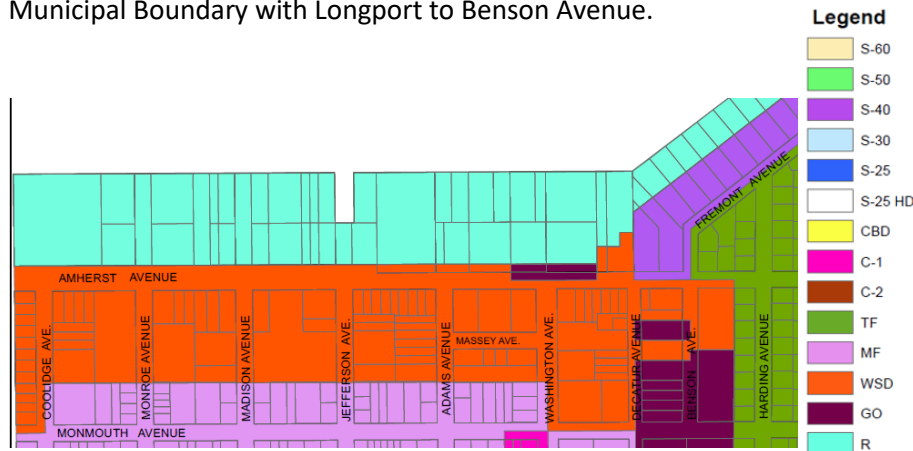 Municipal Boundary with Longport to Benson Avenue.
Legend
S-60
S-50
S-40
S-30
S-25
S-25 HD
CBD
C-1
C-2
TF
MF
WSD
GO
R
FREMONT AVENUE
AMHERST AVENUE
MASSEY AVE.
COOLIDGE AVE.
MONROE AVENUE
MADISON AVENUE
JEFFERSON AVE.
ADAMS AVENUE
WASHINGTON AVE.
DECATUR AVENUE
BENSON AVE.
HARDING AVENUE
MONMOUTH AVENUE